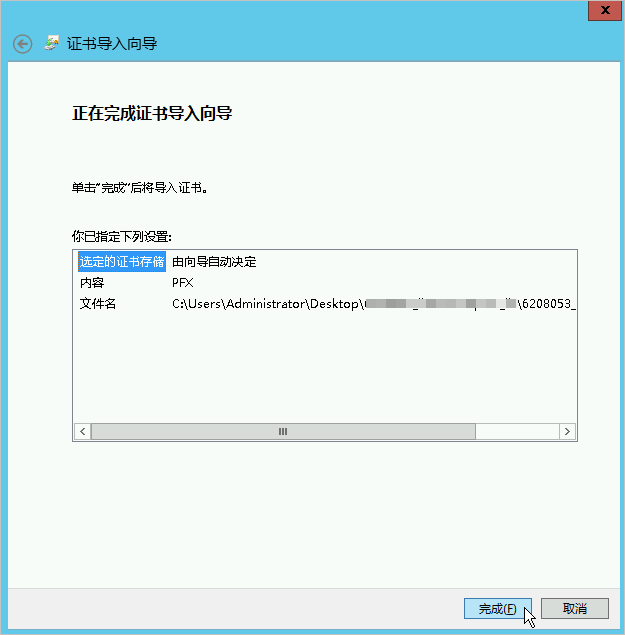 证书导入向导
正在完成证书导入向导
单击“完成”后将导入证书。
你已指定下列设置:
选定的证书存储 由向导自动决定
内容 PFX
文件名 C:\Users\Administrator\Desktop\ \6208053_
完成(F) 取消